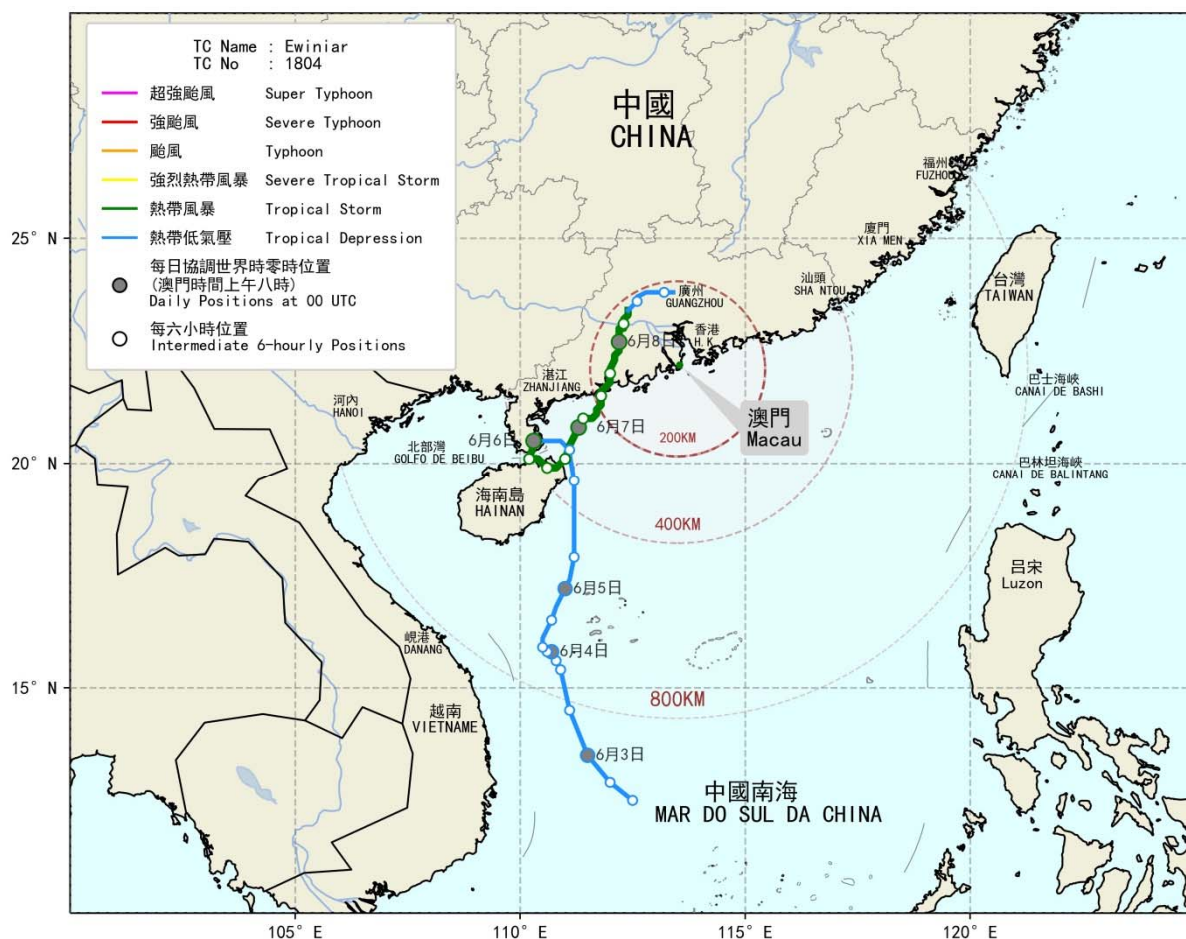 TC Name : Ewiniar
TC No : 1804
超強颱風 Super Typhoon
強颱風 Severe Typhoon
颱風 Typhoon
強烈熱帶風暴 Severe Tropical Storm
熱帶風暴 Tropical Storm
熱帶低氣壓 Tropical Depression
每日協調世界時零時位置
(澳門時間上午八時)
Daily Positions at 00 UTC
每六小時位置
Intermediate 6-hourly Positions
中國
CHINA
福州
FUZHOU
廈門
XIA MEN
汕頭
SHA NTOU
台灣
TAIWAN
廣州
GUANGZHOU
香港
H.K
湛江
ZHANJIANG
河內
HANOI
北部灣
GOLFO DE BEIBU
海南島
HAINAN
澳門
Macau
巴士海峽
CANAI DE BASHI
巴林坦海峽
CANAI DE BALINTANG
6月8日
6月7日
6月6日
6月5日
6月4日
6月3日
200KM
400KM
800KM
峴港
DANANG
越南
VIETNAME
呂宋
Luzon
中國南海
MAR DO SUL DA CHINA
25° N
20° N
15° N
105° E
110° E
115° E
120° E